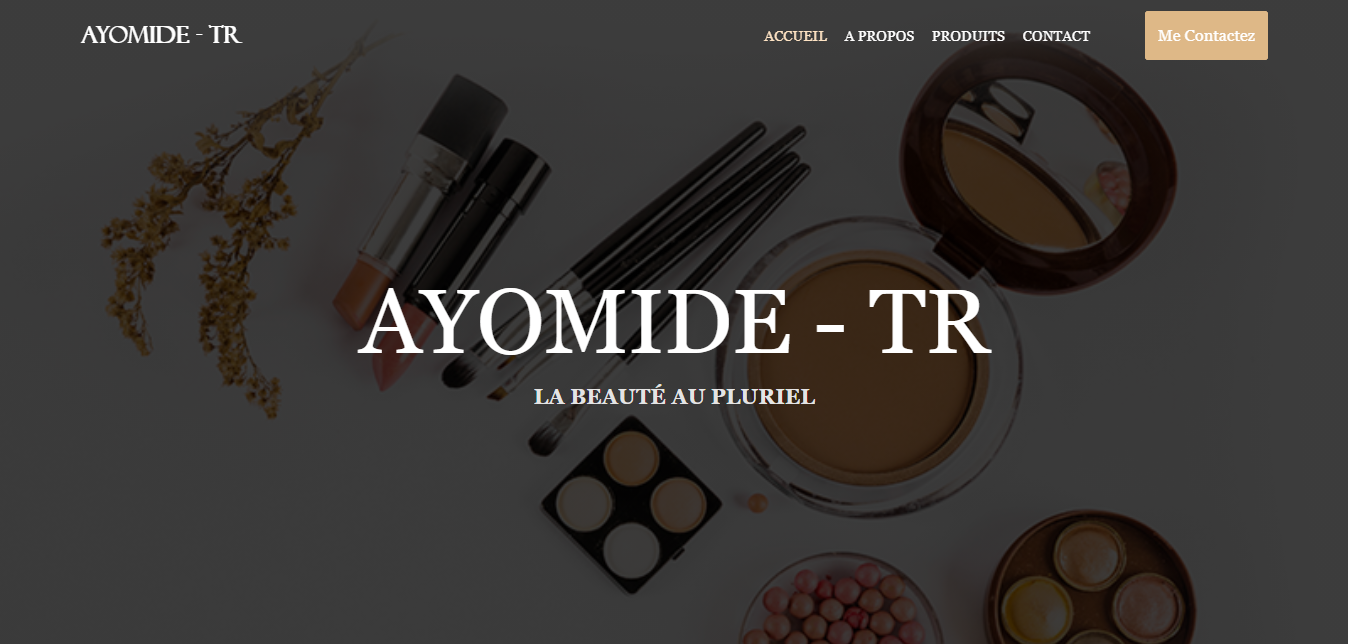 AYOMIDE - TR
ACCUEIL A PROPOS PRODUITS CONTACT Me Contactez
AYOMIDE - TR
LA BEAUTÉ AU PLURIEL